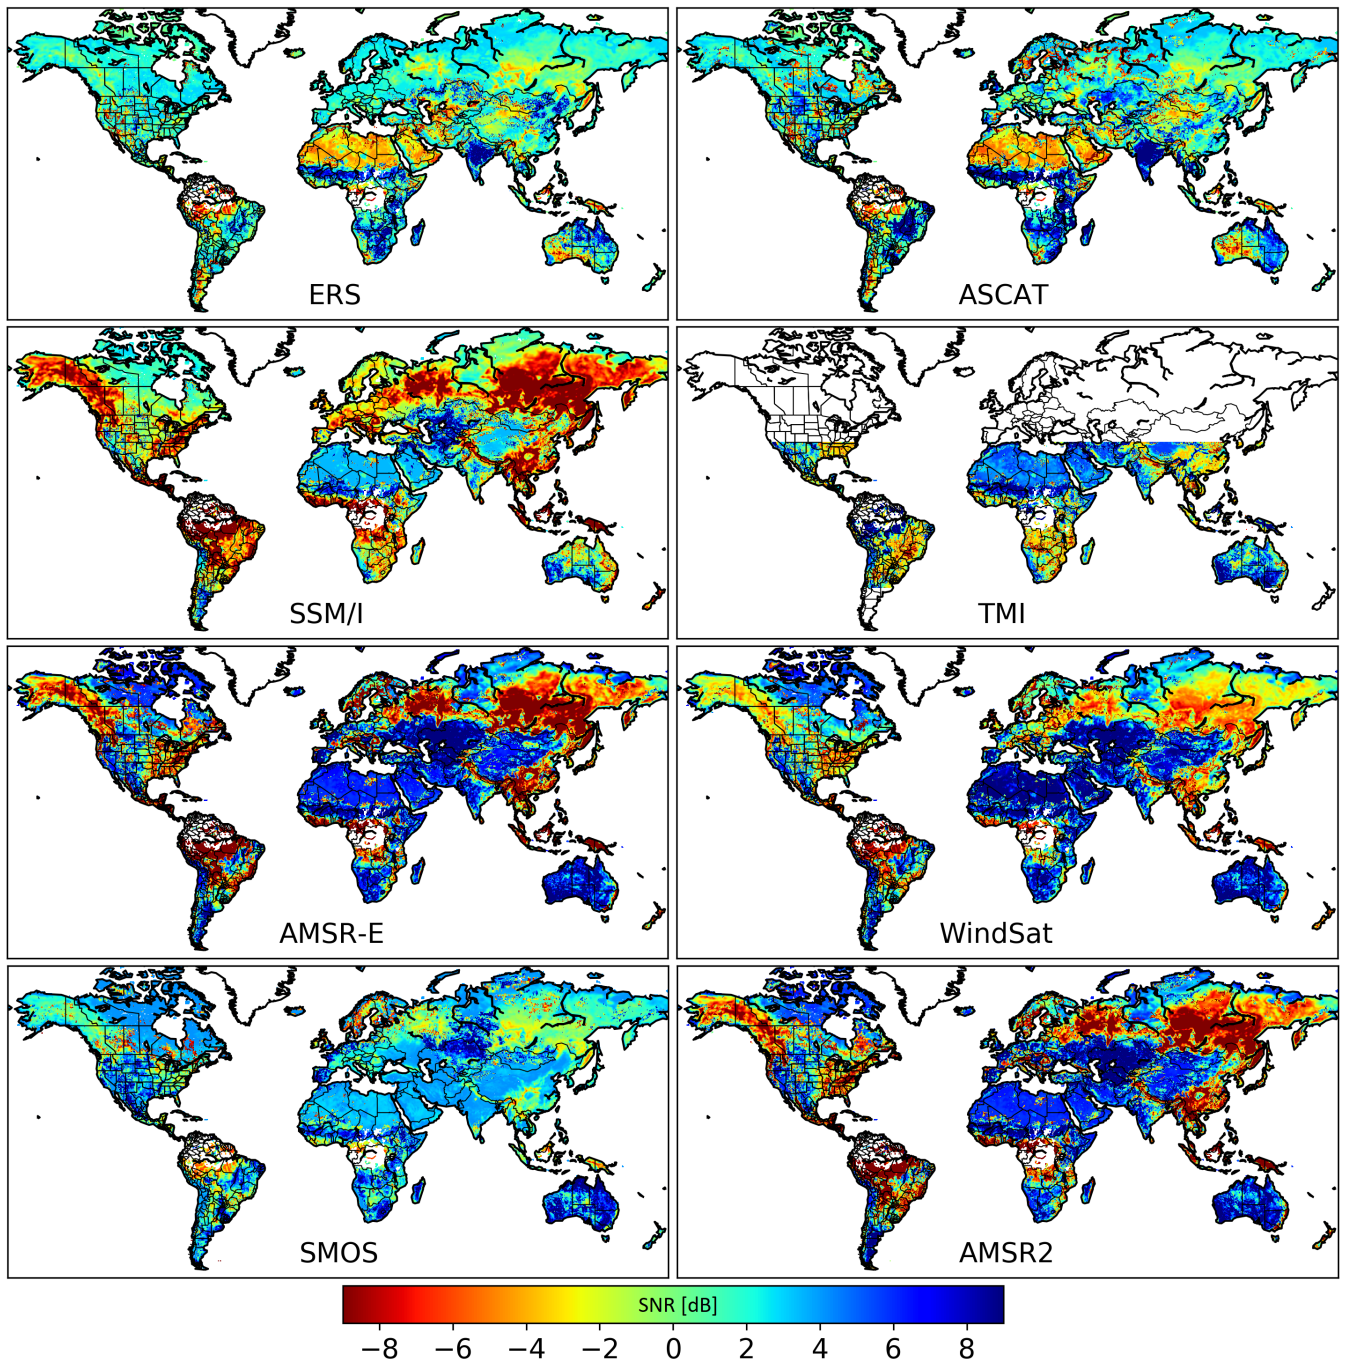 ERS
ASCAT
SSM/I
TMI
AMSR-E
WindSat
SMOS
AMSR2
SNR [dB]
−8 −6 −4 −2 0 2 4 6 8